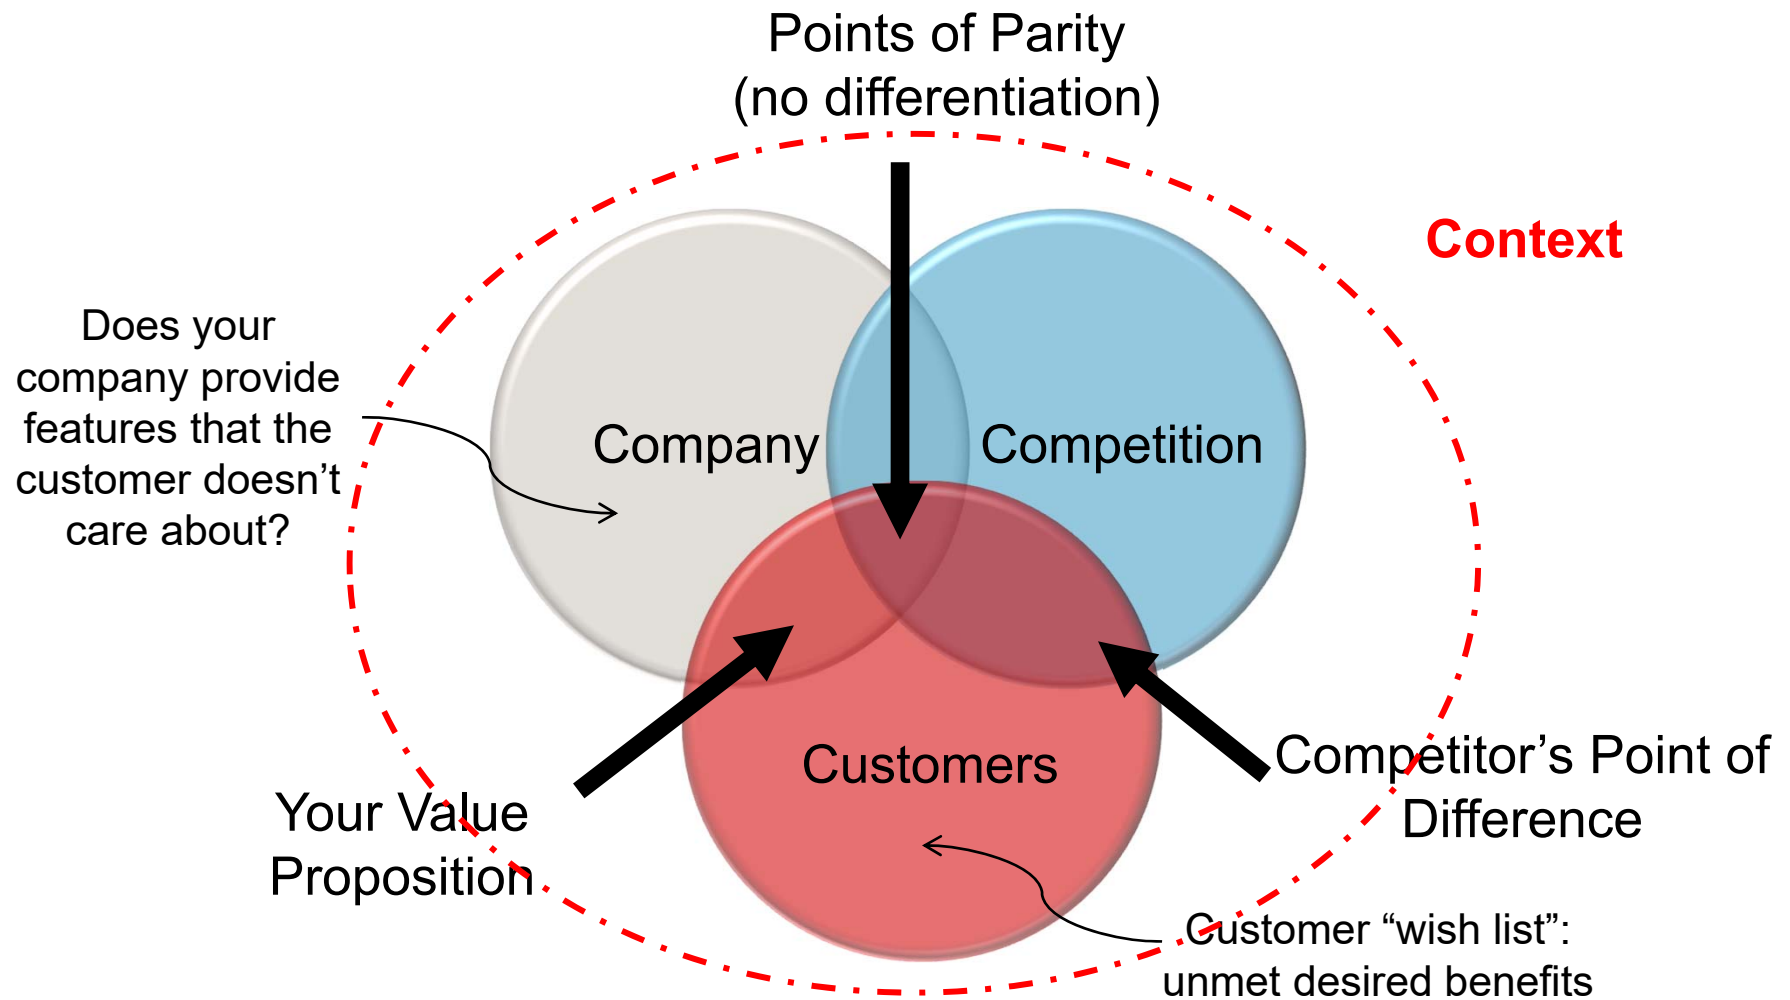 Points of Parity
(no differentiation)
Context
Does your
company provide
features that the
customer doesn’t
care about?
Company
Competition
Customers
Your Value
Proposition
Competitor’s Point of
Difference
Customer “wish list”:
unmet desired benefits